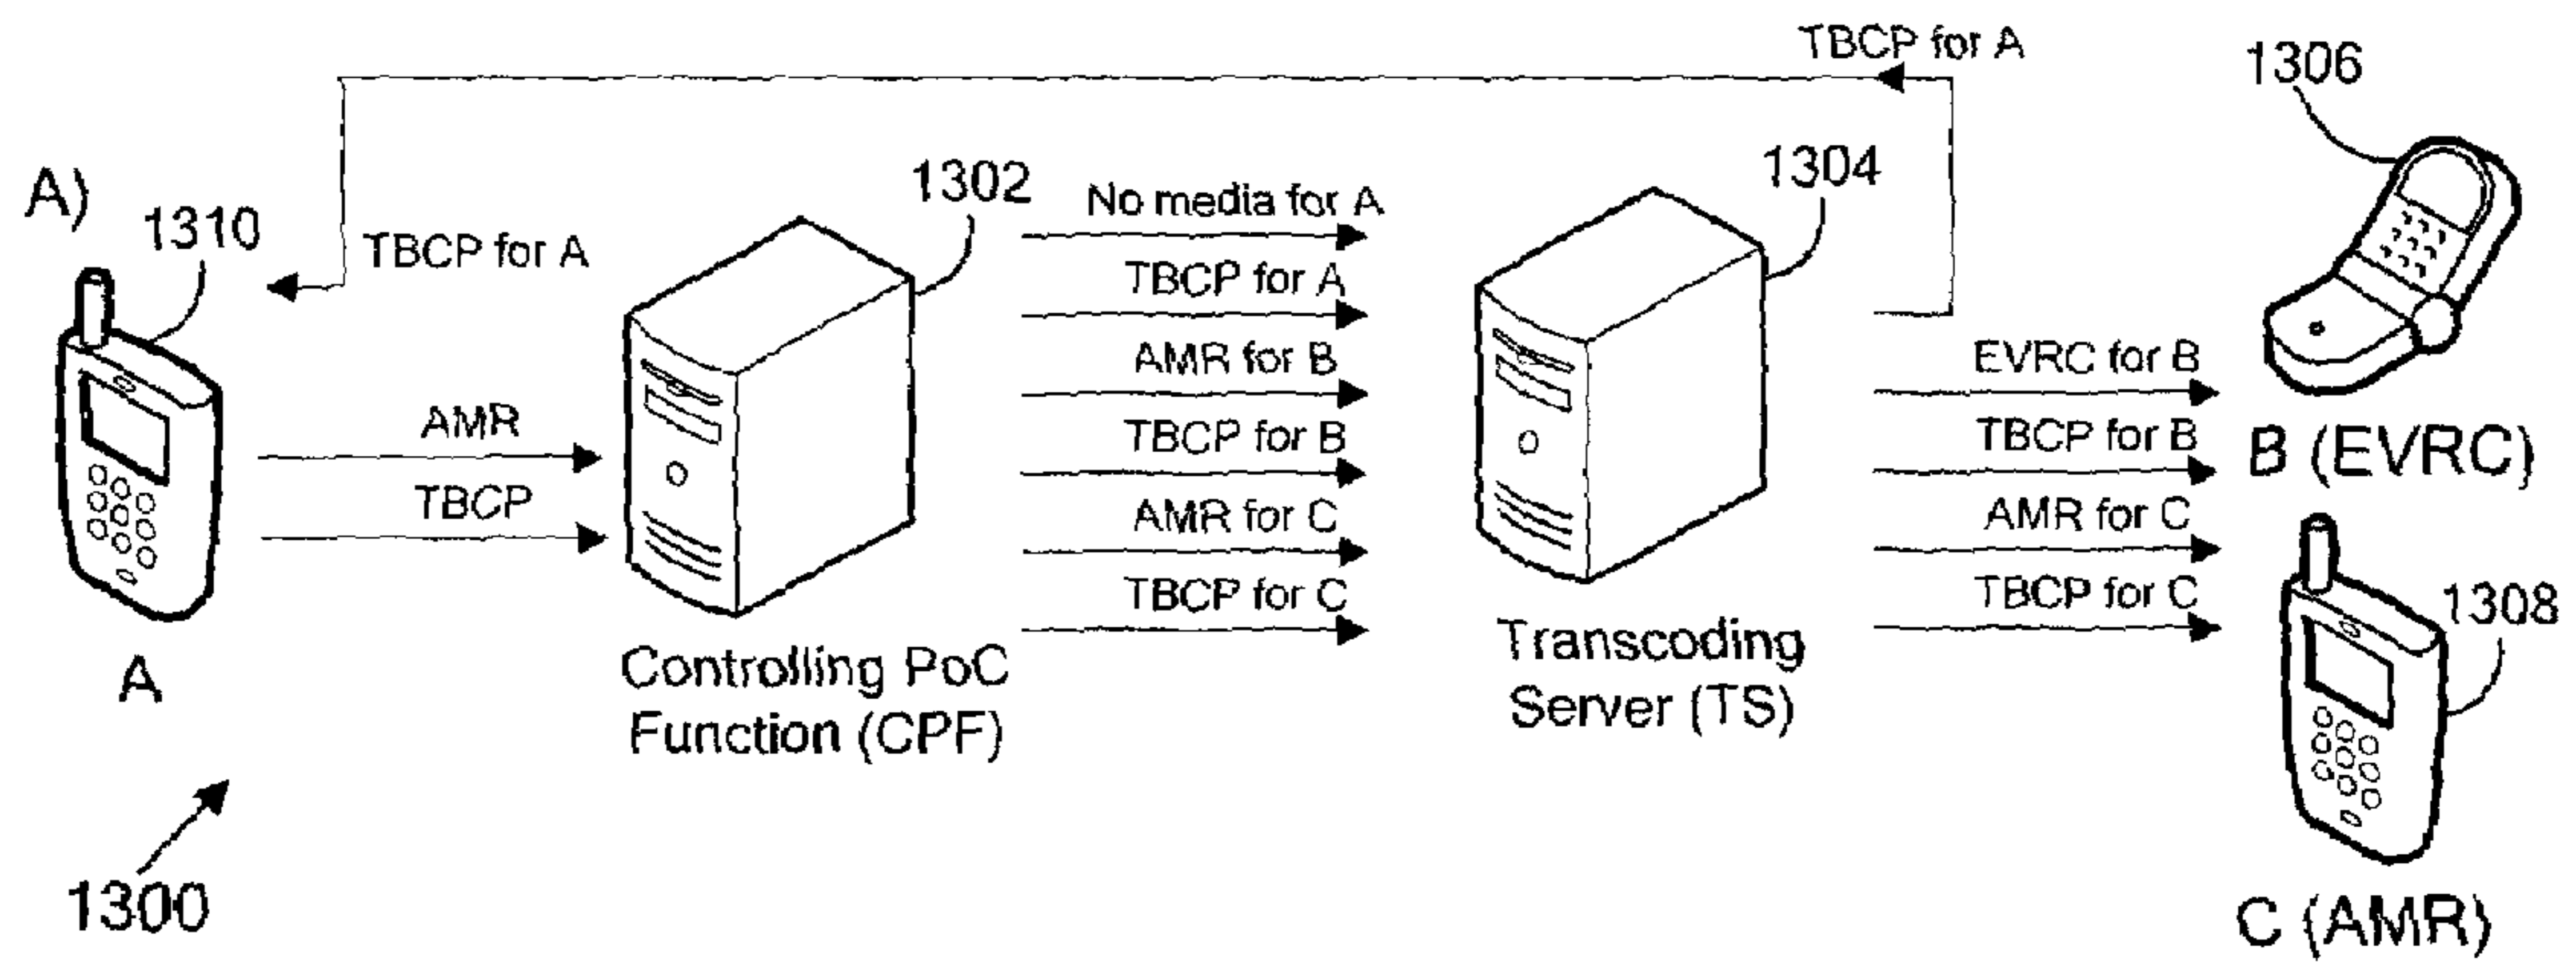 TBCP for A
1306
A)
1310
TBCP for A
1302
No media for A
1304
TBCP for A
AMR for B
EVRC for B
AMR
TBCP for B
TBCP for B
B (EVRC)
TBCP
AMR for C
AMR for C
TBCP for C
TBCP for C
1308
A
Controlling PoC
Function (CPF)
Transcoding
Server (TS)
1300
C (AMR)